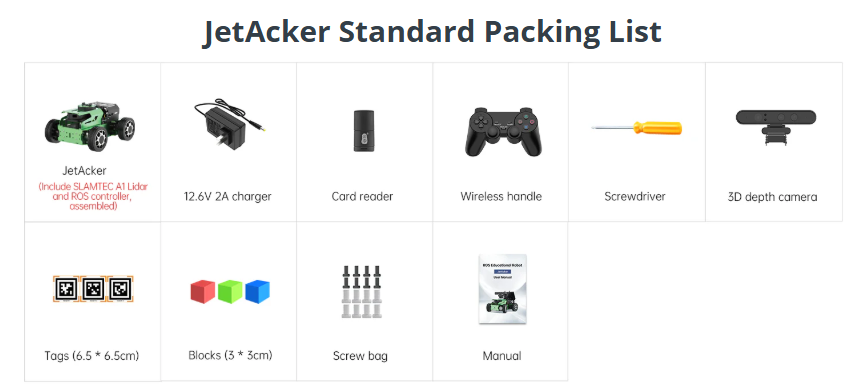 JetAcker Standard Packing List
JetAcker
(Include SLAMTEC A1 Lidar
and ROS controller,
assembled)
12.6V 2A charger
Card reader
Wireless handle
Screwdriver
3D depth camera
ROS Educational Robot
JetAcker
User Manual
Tags (6.5 * 6.5cm)
Blocks (3 * 3cm)
Screw bag
Manual